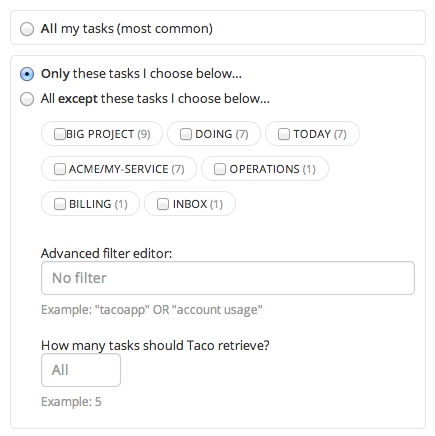 All my tasks (most common)
Only these tasks I choose below...
All except these tasks I choose below...
BIG PROJECT (9) DOING (7) TODAY (7)
ACME/MY-SERVICE (7) OPERATIONS (1)
BILLING (1) INBOX (1)
Advanced filter editor:
No filter
Example: "tacoapp" OR "account usage"
How many tasks should Taco retrieve?
All
Example: 5